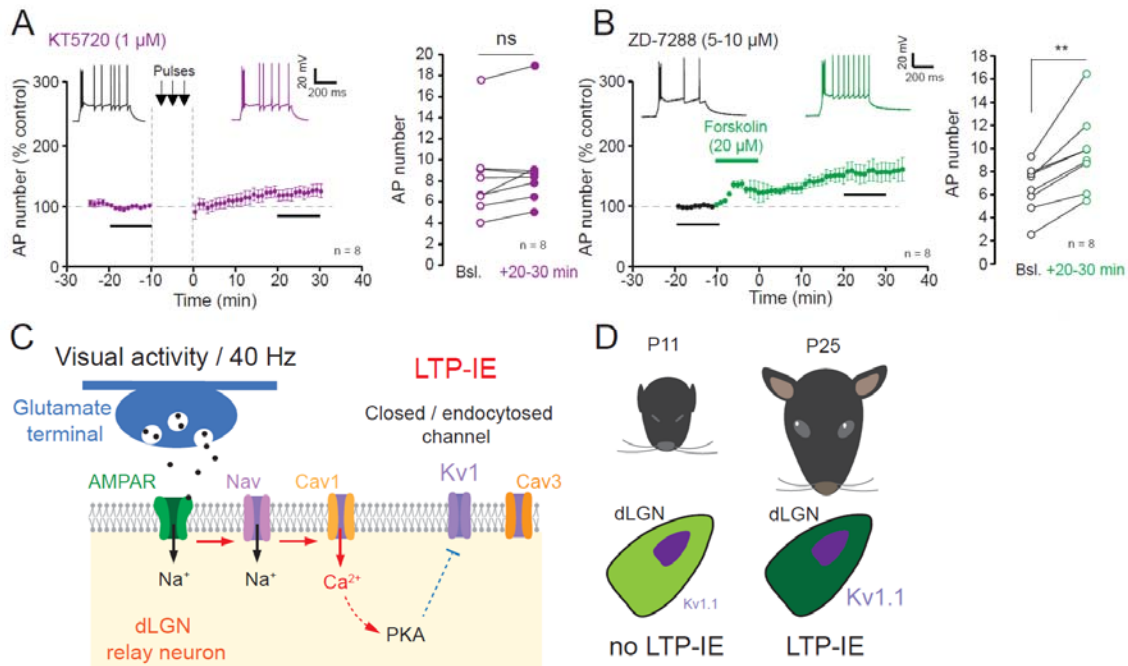 A
KT5720 (1 µM)
Pulses
20 mV
200 ms
AP number (% control)
300
200
100
0
n = 8
-30 -20 -10 0 10 20 30 40
Time (min)
ns
AP number
20
18
16
14
12
10
8
6
4
2
0
n = 8
Bsl. +20-30 min
B
ZD-7288 (5-10 µM)
20 mV
200 ms
Forskolin
(20 µM)
AP number (% control)
300
200
100
0
n = 8
-30 -20 -10 0 10 20 30 40
Time (min)
**
AP number
18
16
14
12
10
8
6
4
2
0
n = 8
Bsl. +20-30 min
C
Visual activity / 40 Hz
LTP-IE
Glutamate
terminal
Closed / endocytosed
channel
AMPAR Nav Cav1 Kv1 Cav3
Na⁺ Na⁺ Ca²⁺
PKA
dLGN
relay neuron
D
P11 P25
dLGN dLGN
Kv1.1 Kv1.1
no LTP-IE LTP-IE